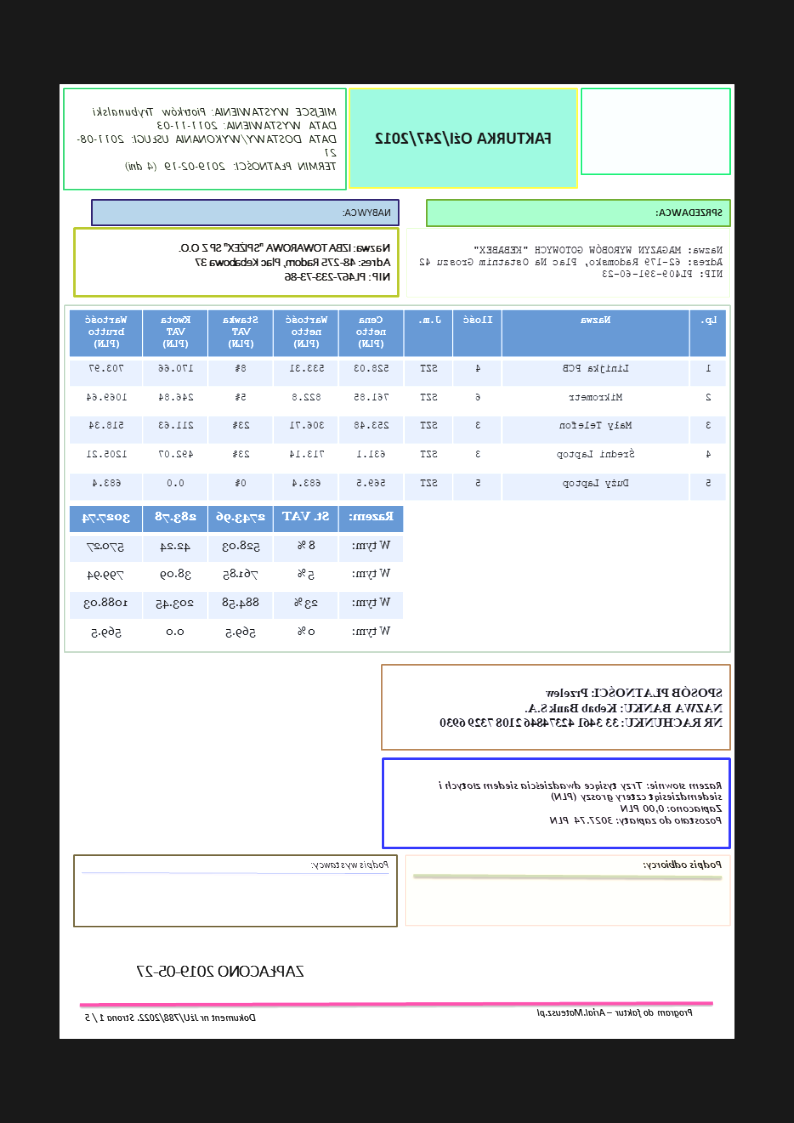 FAKTURKA Ożl/247/2012
MIEJSCE WYSTAWIENIA: Piotrków Trybunalski
DATA WYSTAWIENIA: 2011-11-03
DATA DOSTAWY/WYKONANIA USŁUGI: 2011-08-
21
TERMIN PŁATNOŚCI: 2019-02-19 (4 dni)
SPRZEDAWCA:
NABYWCA:
Nazwa: MAGAZYN WYROBÓW GOTOWYCH "KEBABEX"
Adres: 62-179 Radomsko, Plac Na Ostatnim Groszu 42
NIP: PL409-391-60-23
Nazwa: IZBA TOWAROWA "SPIŻEX" SP Z O.O.
Adres: 48-275 Radom, Plac Kebabowa 37
NIP: PL467-233-73-86
Lp. Nazwa Ilość J.m. Cena netto (PLN) Wartość netto (PLN) Stawka VAT (PLN) Kwota VAT (PLN) Wartość brutto (PLN)
1 Linijka PCB 4 SZT 528.03 533.31 8% 170.66 703.97
2 Mikrometr 6 SZT 761.85 822.8 5% 246.84 1069.64
3 Mały Telefon 3 SZT 253.48 306.71 23% 211.63 518.34
4 Średni Laptop 3 SZT 631.1 713.14 23% 492.07 1205.21
5 Duży Laptop 5 SZT 569.5 683.4 0% 0.0 683.4
Razem: St. VAT 2743.96 283.78 3027.74
W tym: 8 % 528.03 42.24 570.27
W tym: 5 % 761.85 38.09 799.94
W tym: 23 % 884.58 203.45 1088.03
W tym: 0 % 569.5 0.0 569.5
SPOSÓB PŁATNOŚCI: Przelew
NAZWA BANKU: Kebab Bank S.A.
NR RACHUNKU: 33 3461 4237 4846 2108 7329 6930
Razem słownie: Trzy tysiące dwadzieścia siedem złotych i
siedemdziesiąt cztery groszy (PLN)
Zapłacono: 0,00 PLN
Pozostało do zapłaty: 3027.74 PLN
Podpis odbiorcy:
Podpis wystawcy:
ZAPŁACONO 2019-05-27
Program do faktur – Arial.Mateusz.pl
Dokument nr IżU/788/2022. Strona 1 / 5